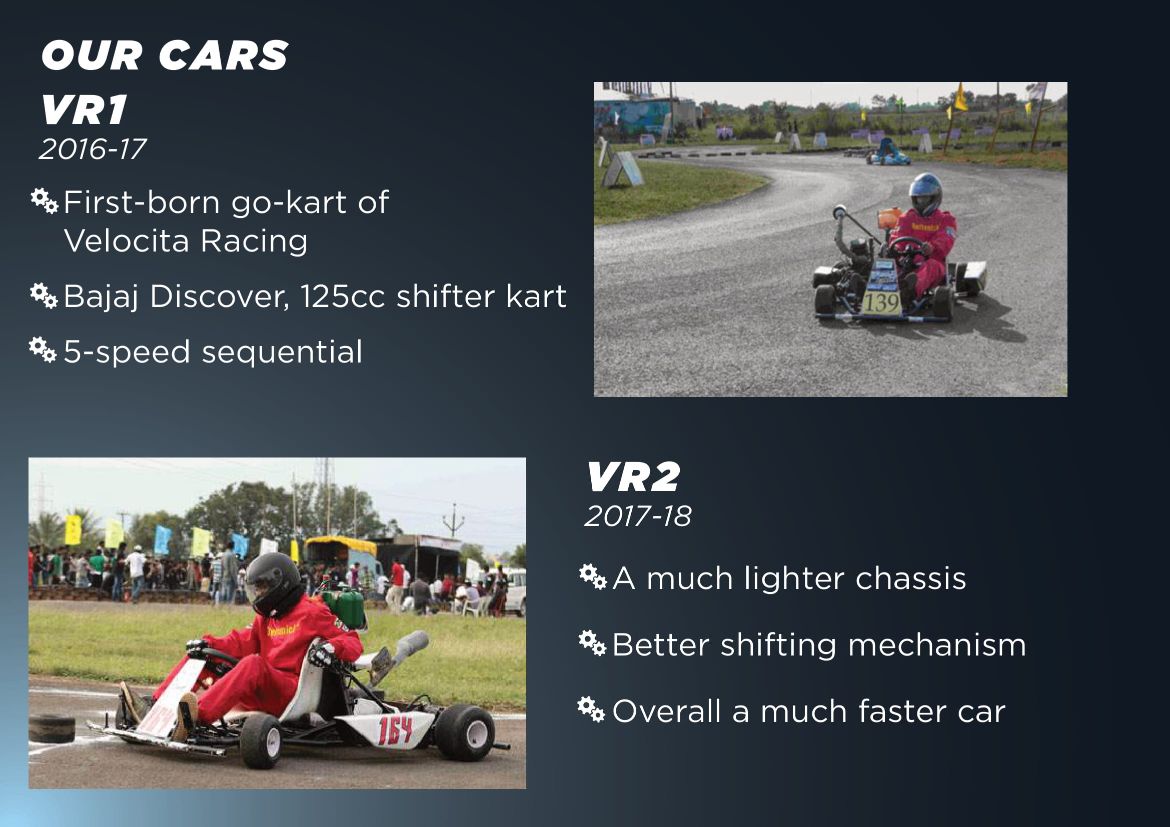 OUR CARS
VR1
2016-17
First-born go-kart of
Velocita Racing
Bajaj Discover, 125cc shifter kart
5-speed sequential
139
VR2
2017-18
A much lighter chassis
Better shifting mechanism
Overall a much faster car
164